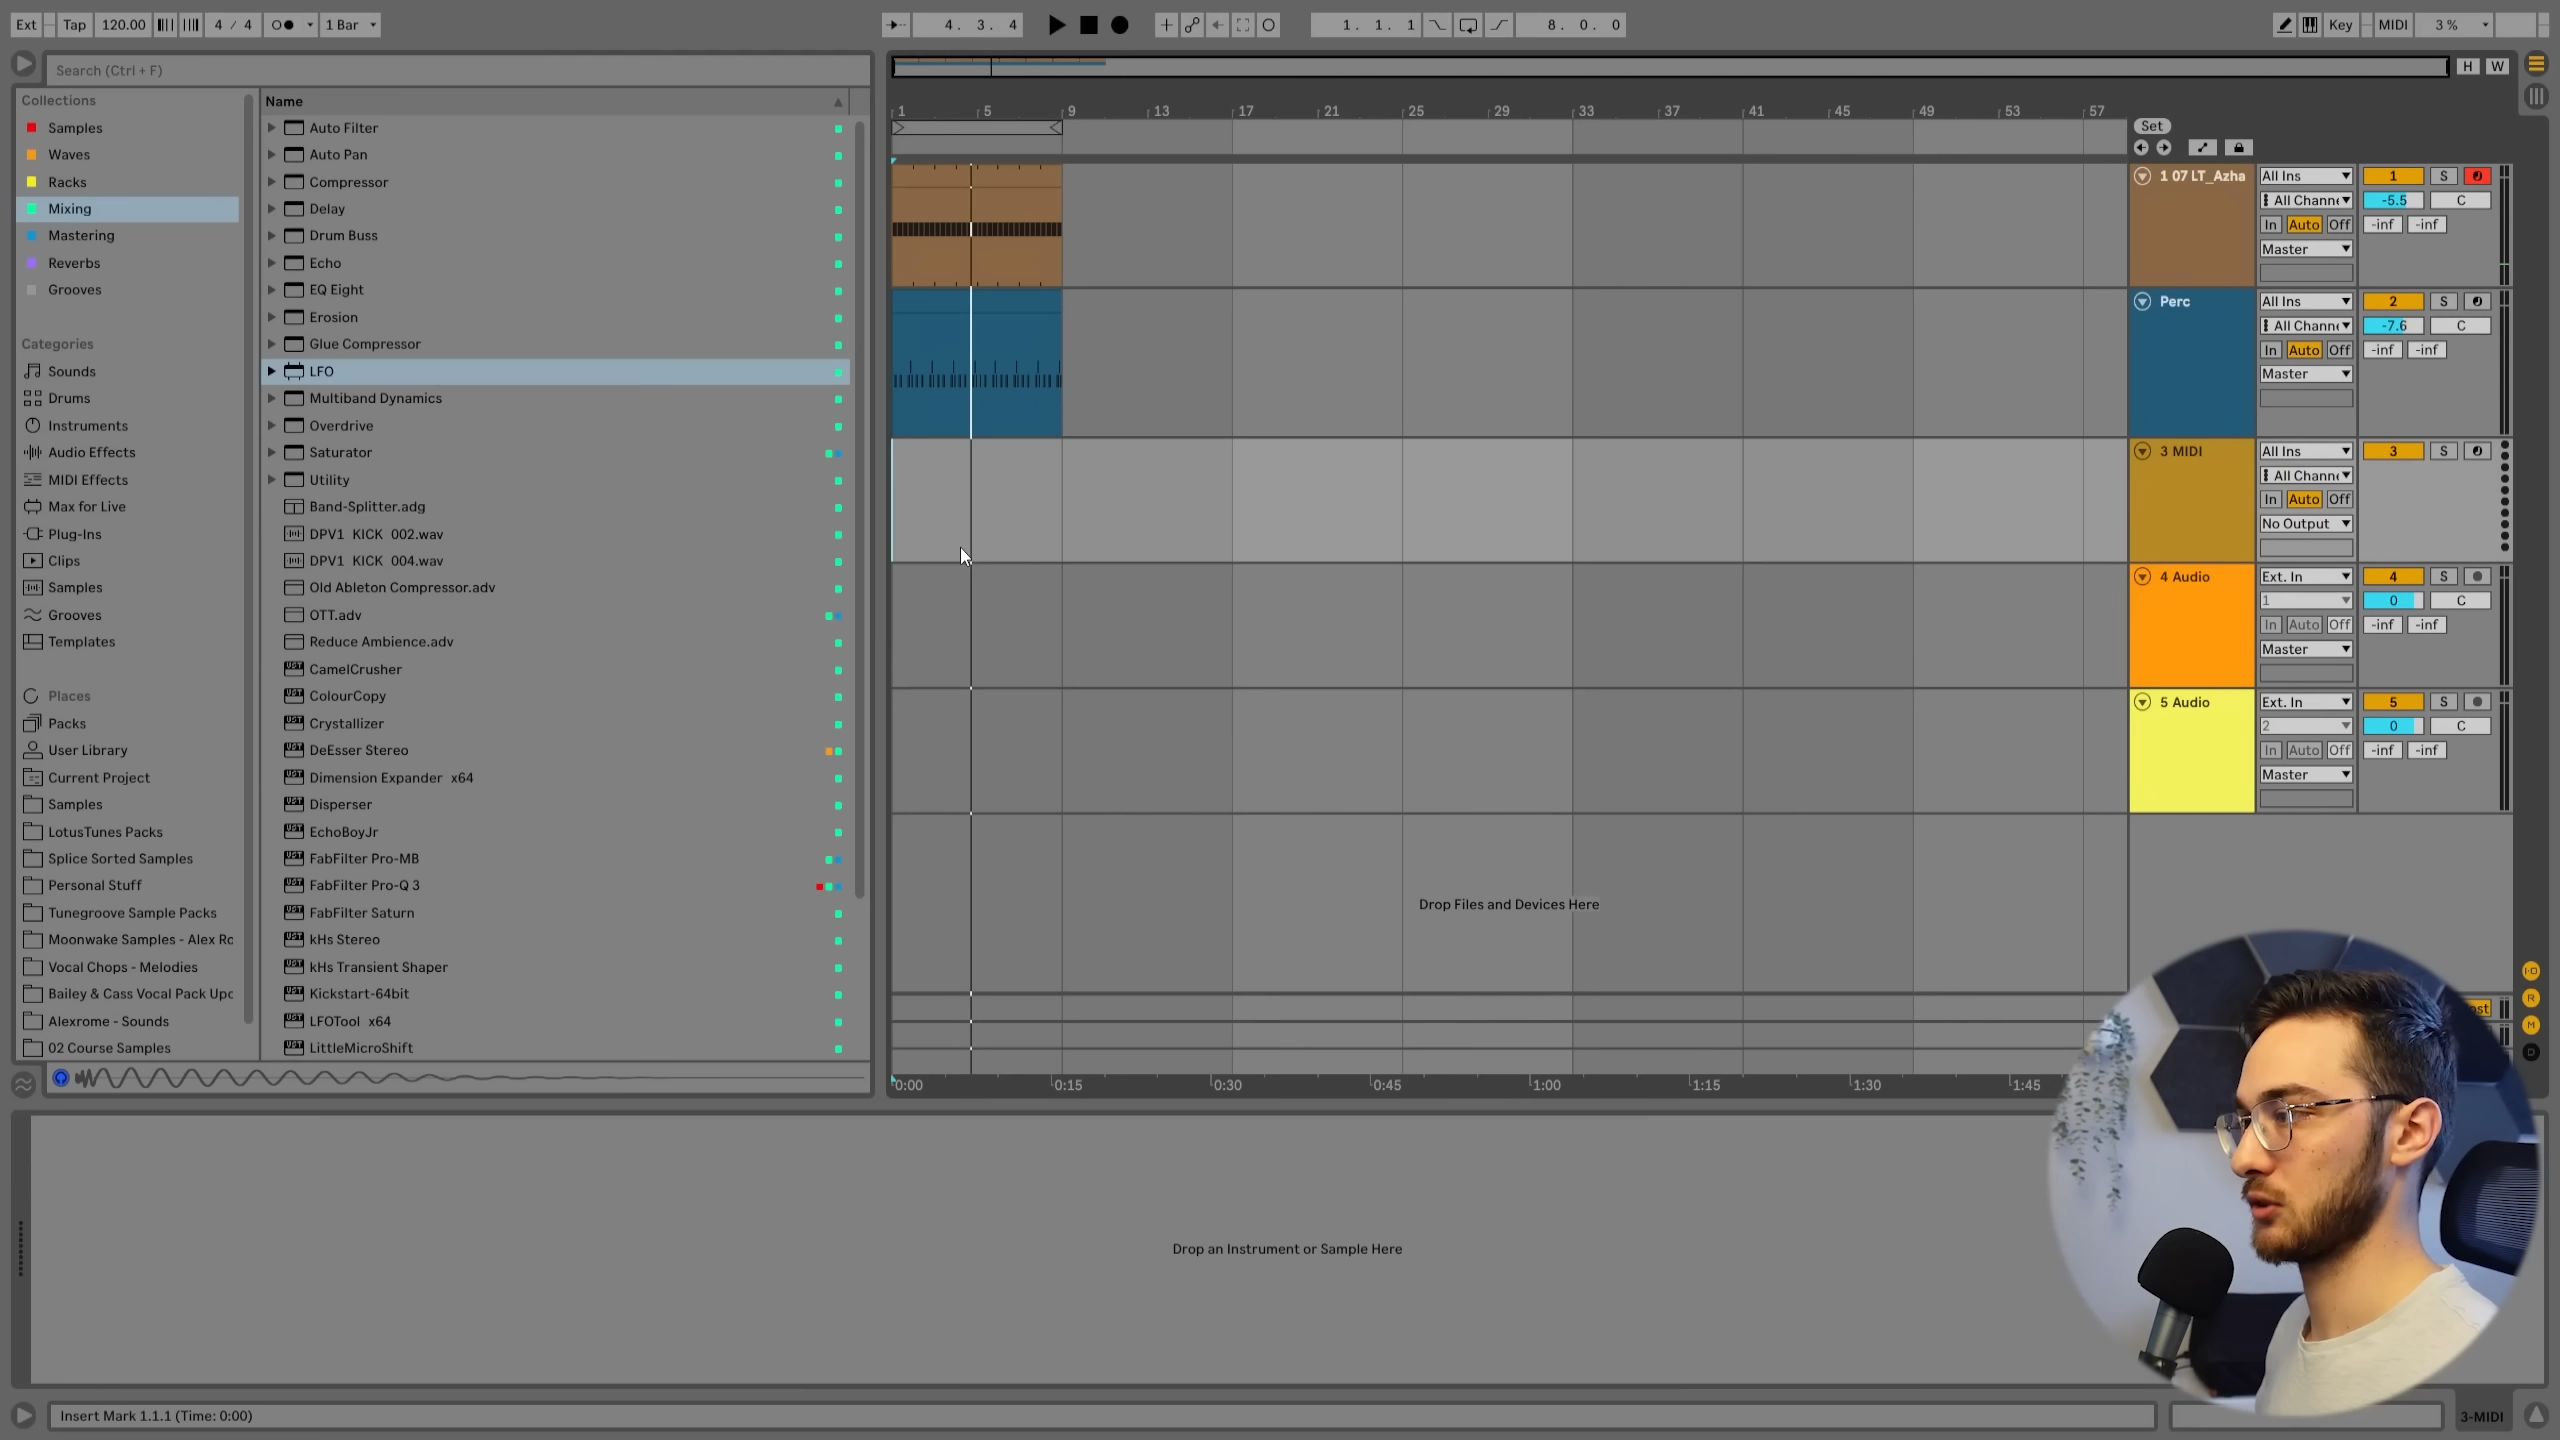 Ext Tap 120.00 4 / 4 1 Bar 4. 3. 4 1. 1. 1 8. 0. 0 Key MIDI 3 %
Search (Ctrl + F)
Collections
Samples
Waves
Racks
Mixing
Mastering
Reverbs
Grooves
Categories
Sounds
Drums
Instruments
Audio Effects
MIDI Effects
Max for Live
Plug-Ins
Clips
Samples
Grooves
Templates
Places
Packs
User Library
Current Project
Samples
LotusTunes Packs
Splice Sorted Samples
Personal Stuff
Tunegroove Sample Packs
Moonwake Samples - Alex Rc
Vocal Chops - Melodies
Bailey & Cass Vocal Pack Upc
Alexrome - Sounds
02 Course Samples
Name
Auto Filter
Auto Pan
Compressor
Delay
Drum Buss
Echo
EQ Eight
Erosion
Glue Compressor
LFO
Multiband Dynamics
Overdrive
Saturator
Utility
Band-Splitter.adg
DPV1 KICK 002.wav
DPV1 KICK 004.wav
Old Ableton Compressor.adv
OTT.adv
Reduce Ambience.adv
CamelCrusher
ColourCopy
Crystallizer
DeEsser Stereo
Dimension Expander x64
Disperser
EchoBoyJr
FabFilter Pro-MB
FabFilter Pro-Q 3
FabFilter Saturn
kHs Stereo
kHs Transient Shaper
Kickstart-64bit
LFOTool x64
LittleMicroShift
H W
1 5 9 13 17 21 25 29 33 37 41 45 49 53 57
Set
1 07 LT_Azha All Ins 1 S
All Channe -5.5 C
In Auto Off -inf -inf
Master
Perc All Ins 2 S
All Channe -7.6 C
In Auto Off -inf -inf
Master
3 MIDI All Ins 3 S
All Channe
In Auto Off
No Output
4 Audio Ext. In 4 S
1 0 C
In Auto Off -inf -inf
Master
5 Audio Ext. In 5 S
2 0 C
In Auto Off -inf -inf
Master
Drop Files and Devices Here
I·O
R
M
D
0:00 0:15 0:30 0:45 1:00 1:15 1:30 1:45
Drop an Instrument or Sample Here
Insert Mark 1.1.1 (Time: 0:00)
3-MIDI